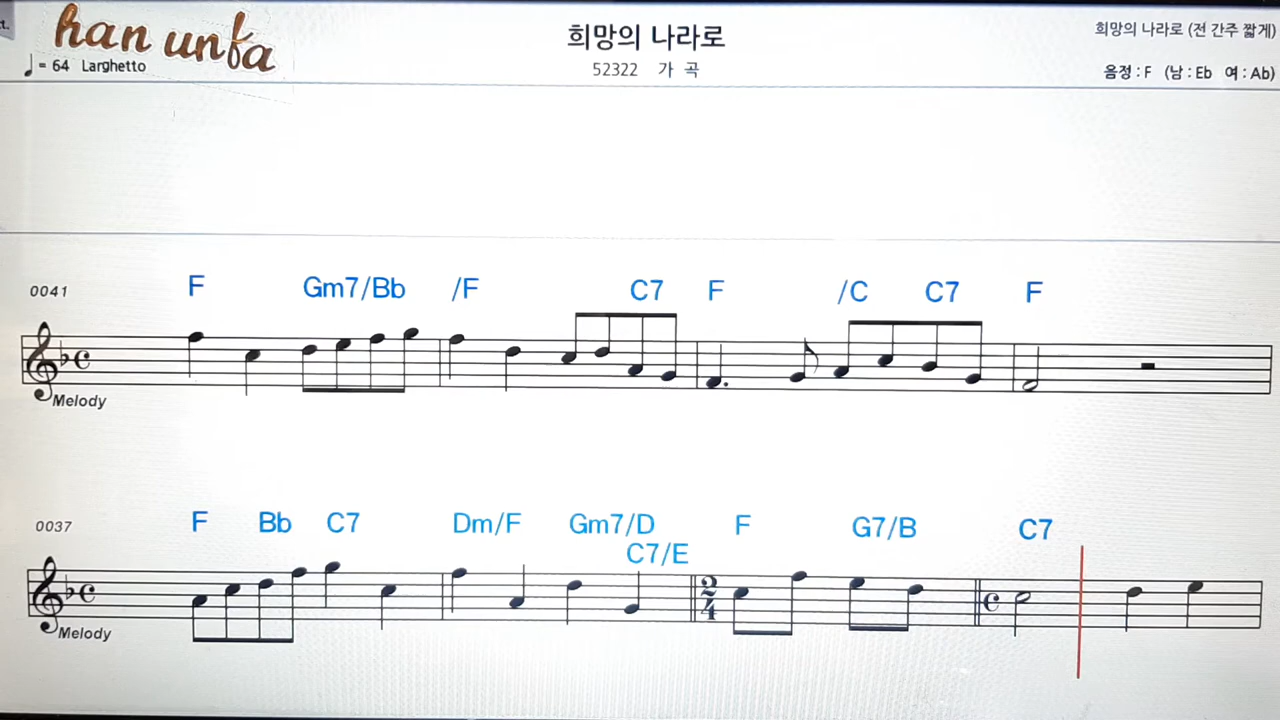 han unfa
희망의 나라로
희망의 나라로 (전 간주 짧게)
♩= 64 Larghetto
52322 가 곡
음정 : F (남 : Eb 여 : Ab)
0041
F Gm7/Bb /F C7 F /C C7 F
Melody
0037
F Bb C7 Dm/F Gm7/D F G7/B C7
C7/E
2
4
Melody